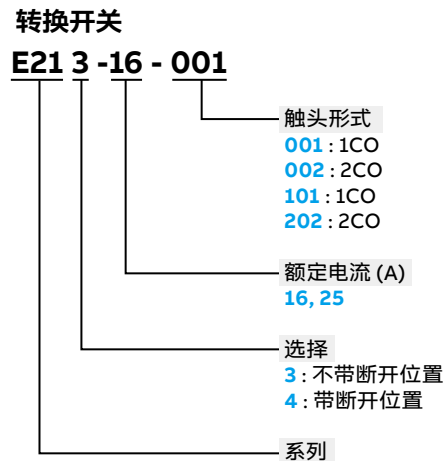 转换开关
E21 3 -16 - 001
触头形式
001 : 1CO
002 : 2CO
101 : 1CO
202 : 2CO
额定电流 (A)
16, 25
选择
3 : 不带断开位置
4 : 带断开位置
系列